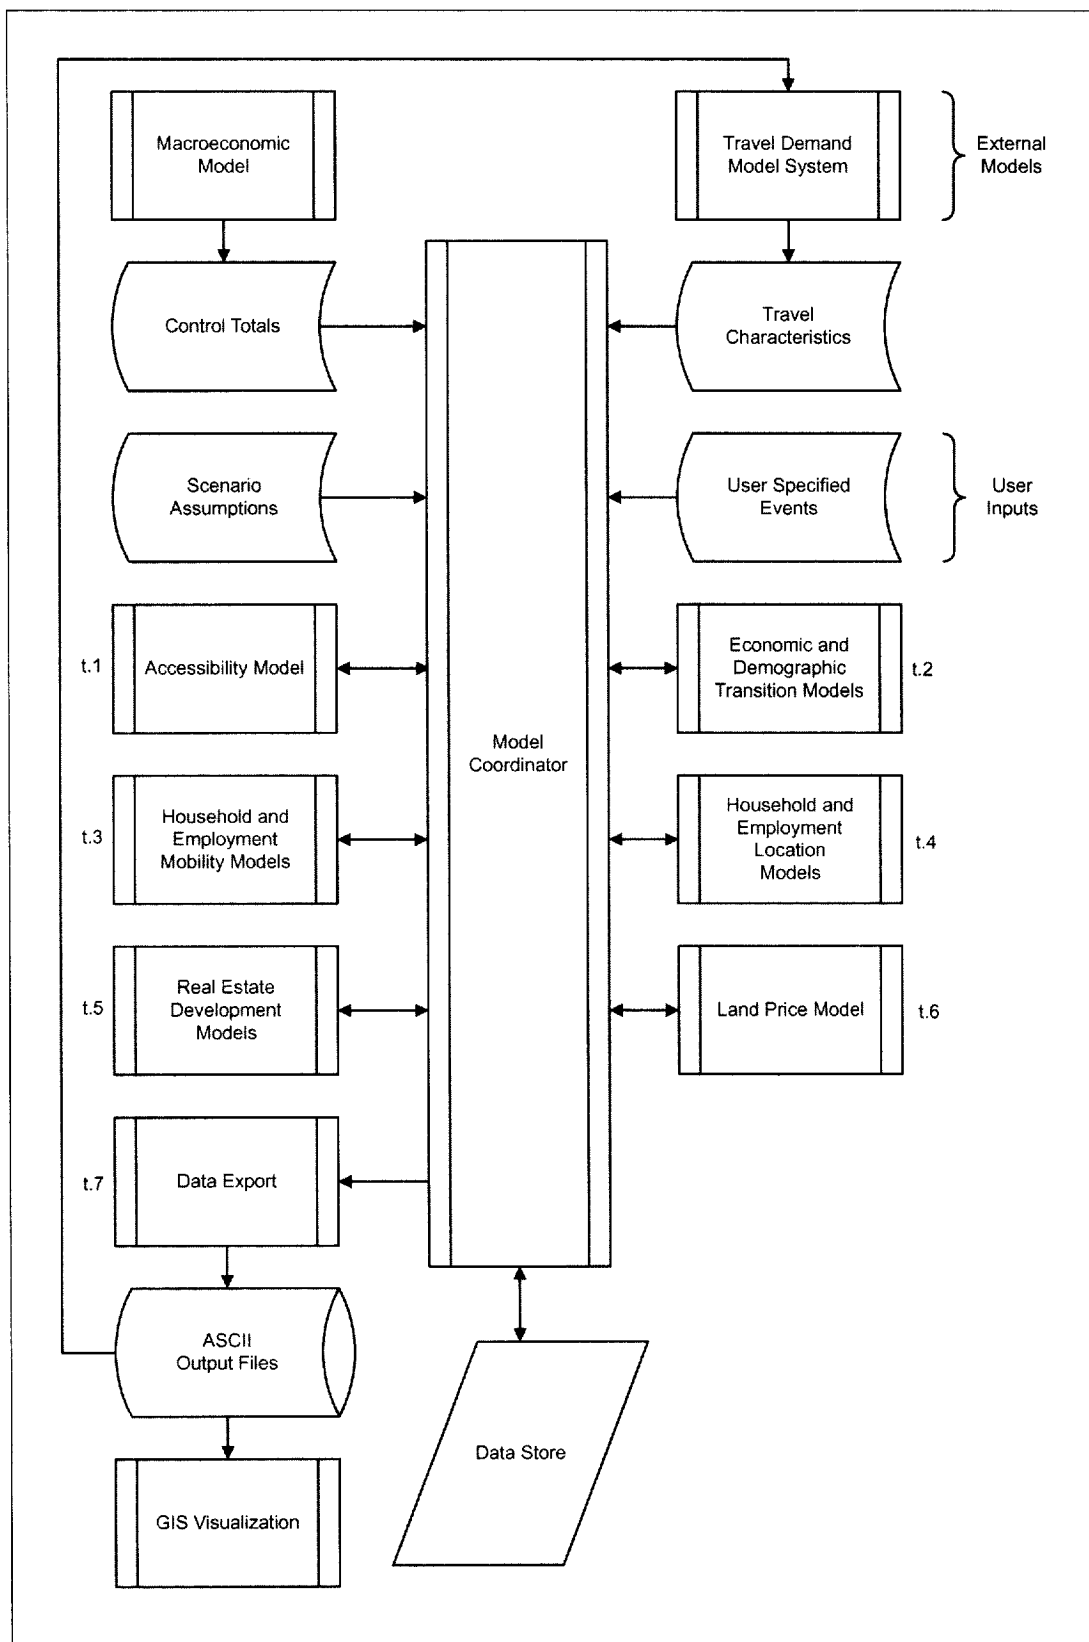 Macroeconomic
Model
Travel Demand
Model System
External
Models
Control Totals
Travel
Characteristics
Scenario
Assumptions
User Specified
Events
User
Inputs
t.1
Accessibility Model
Economic and
Demographic
Transition Models
t.2
Model
Coordinator
t.3
Household and
Employment
Mobility Models
Household and
Employment
Location
Models
t.4
t.5
Real Estate
Development
Models
Land Price Model
t.6
t.7
Data Export
ASCII
Output Files
Data Store
GIS Visualization